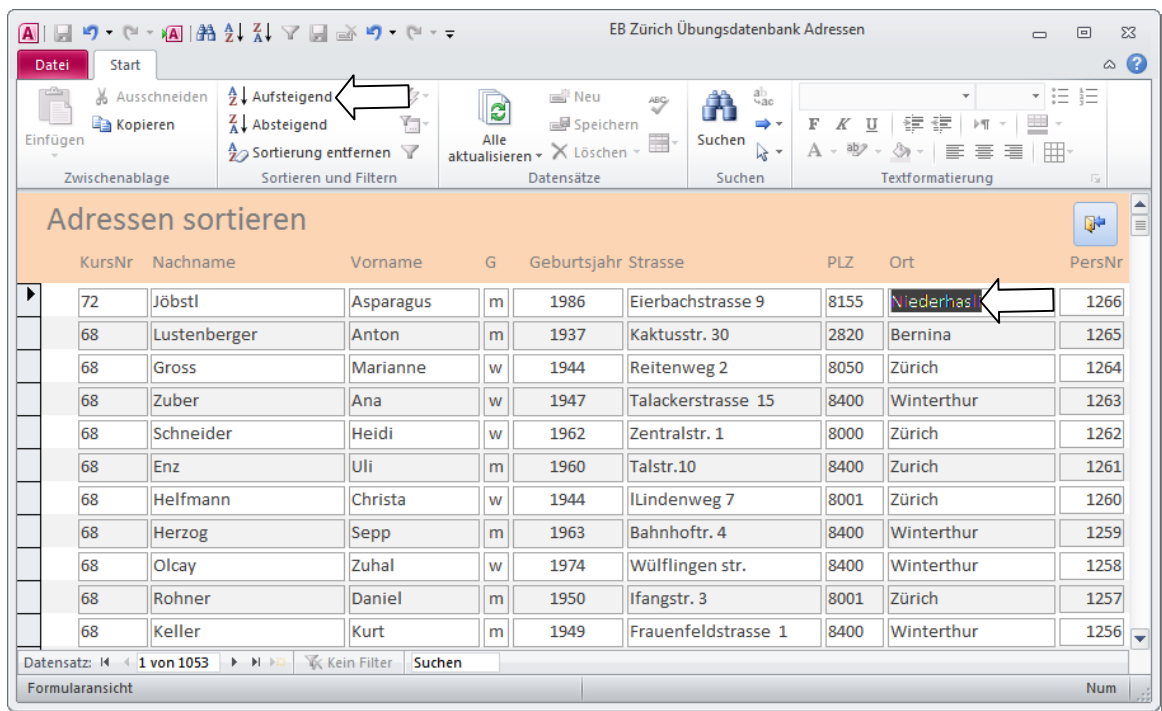 EB Zürich Übungsdatenbank Adressen
Datei Start
Einfügen
Ausschneiden
Kopieren
Zwischenablage
Aufsteigend
Absteigend
Sortierung entfernen
Sortieren und Filtern
Alle aktualisieren
Neu
Speichern
Löschen
Datensätze
Suchen
Suchen
F K U
A
Textformatierung
Adressen sortieren
KursNr Nachname Vorname G Geburtsjahr Strasse PLZ Ort PersNr
72 Jöbstl Asparagus m 1986 Eierbachstrasse 9 8155 Niederhasli 1266
68 Lustenberger Anton m 1937 Kaktusstr. 30 2820 Bernina 1265
68 Gross Marianne w 1944 Reitenweg 2 8050 Zürich 1264
68 Zuber Ana w 1947 Talackerstrasse 15 8400 Winterthur 1263
68 Schneider Heidi w 1962 Zentralstr. 1 8000 Zürich 1262
68 Enz Uli m 1960 Talstr.10 8400 Zurich 1261
68 Helfmann Christa w 1944 lLindenweg 7 8001 Zürich 1260
68 Herzog Sepp m 1963 Bahnhoftr. 4 8400 Winterthur 1259
68 Olcay Zuhal w 1974 Wülflingen str. 8400 Winterthur 1258
68 Rohner Daniel m 1950 Ifangstr. 3 8001 Zürich 1257
68 Keller Kurt m 1949 Frauenfeldstrasse 1 8400 Winterthur 1256
Datensatz: 1 von 1053 Kein Filter Suchen
Formularansicht Num